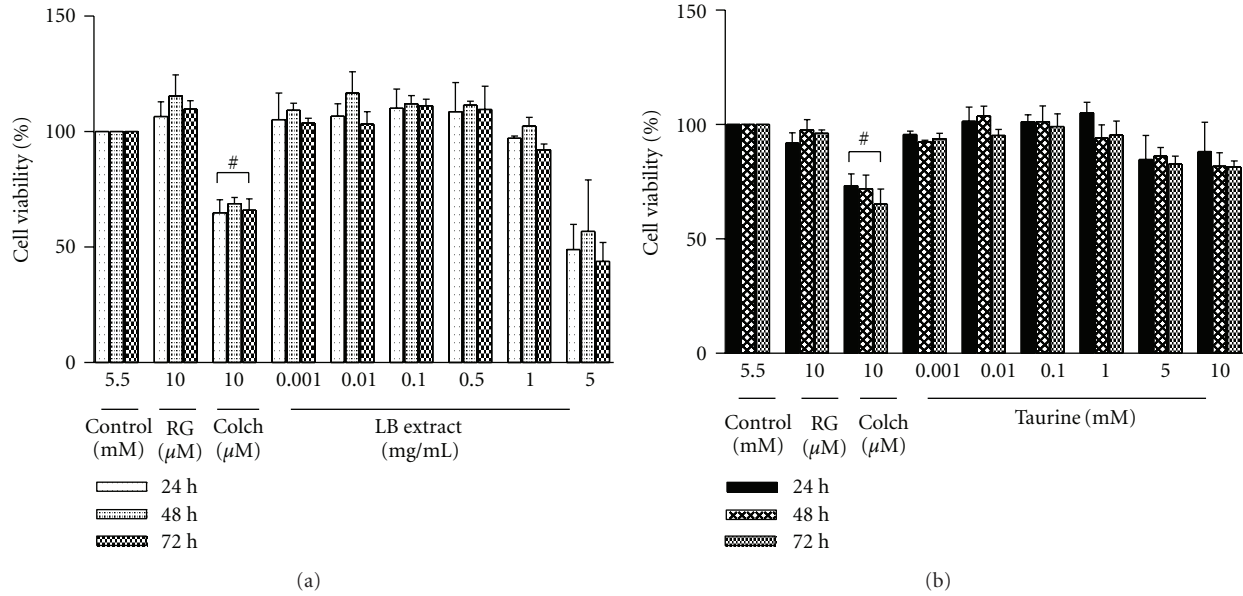 150
100
50
0
Cell viability (%)
#
5.5 10 10 0.001 0.01 0.1 0.5 1 5
Control (mM)
RG (μM)
Colch (μM)
LB extract (mg/mL)
24 h
48 h
72 h
(a)
150
100
50
0
Cell viability (%)
#
5.5 10 10 0.001 0.01 0.1 1 5 10
Control (mM)
RG (μM)
Colch (μM)
Taurine (mM)
24 h
48 h
72 h
(b)